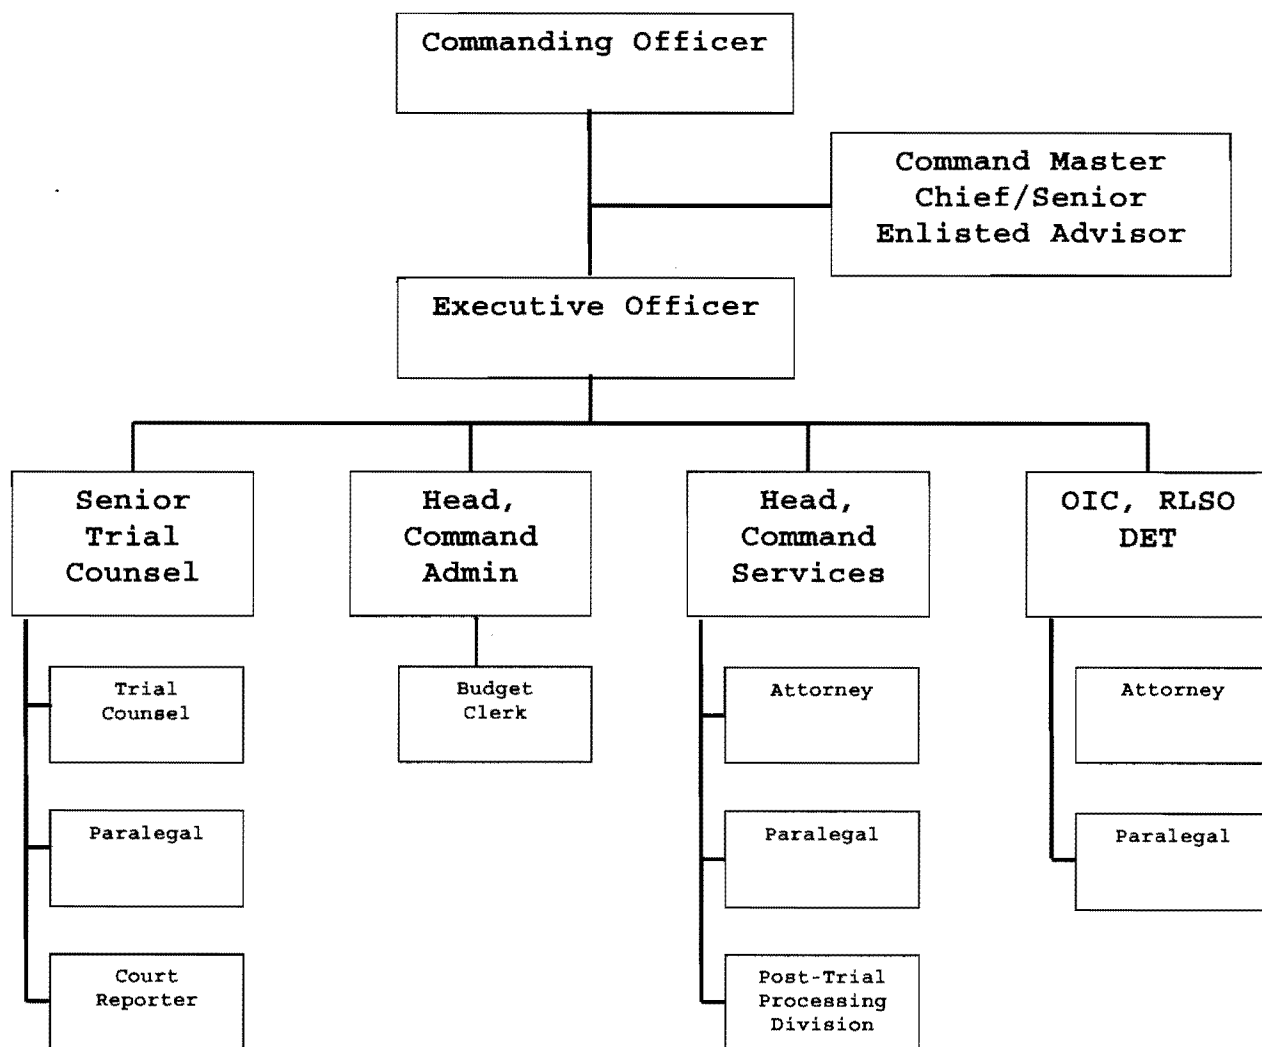 Commanding Officer
Command Master
Chief/Senior
Enlisted Advisor
Executive Officer
Senior
Trial
Counsel
Head,
Command
Admin
Head,
Command
Services
OIC, RLSO
DET
Trial
Counsel
Budget
Clerk
Attorney
Attorney
Paralegal
Paralegal
Paralegal
Court
Reporter
Post-Trial
Processing
Division